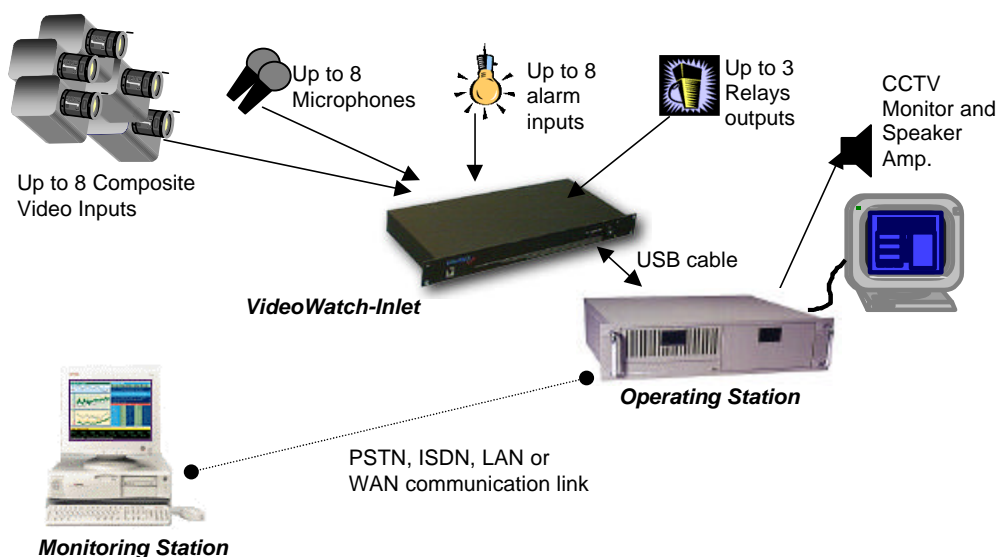 Up to 8
Microphones
Up to 8
alarm
inputs
Up to 3
Relays
outputs
CCTV
Monitor and
Speaker
Amp.
Up to 8 Composite
Video Inputs
USB cable
VideoWatch-Inlet
Operating Station
PSTN, ISDN, LAN or
WAN communication link
Monitoring Station